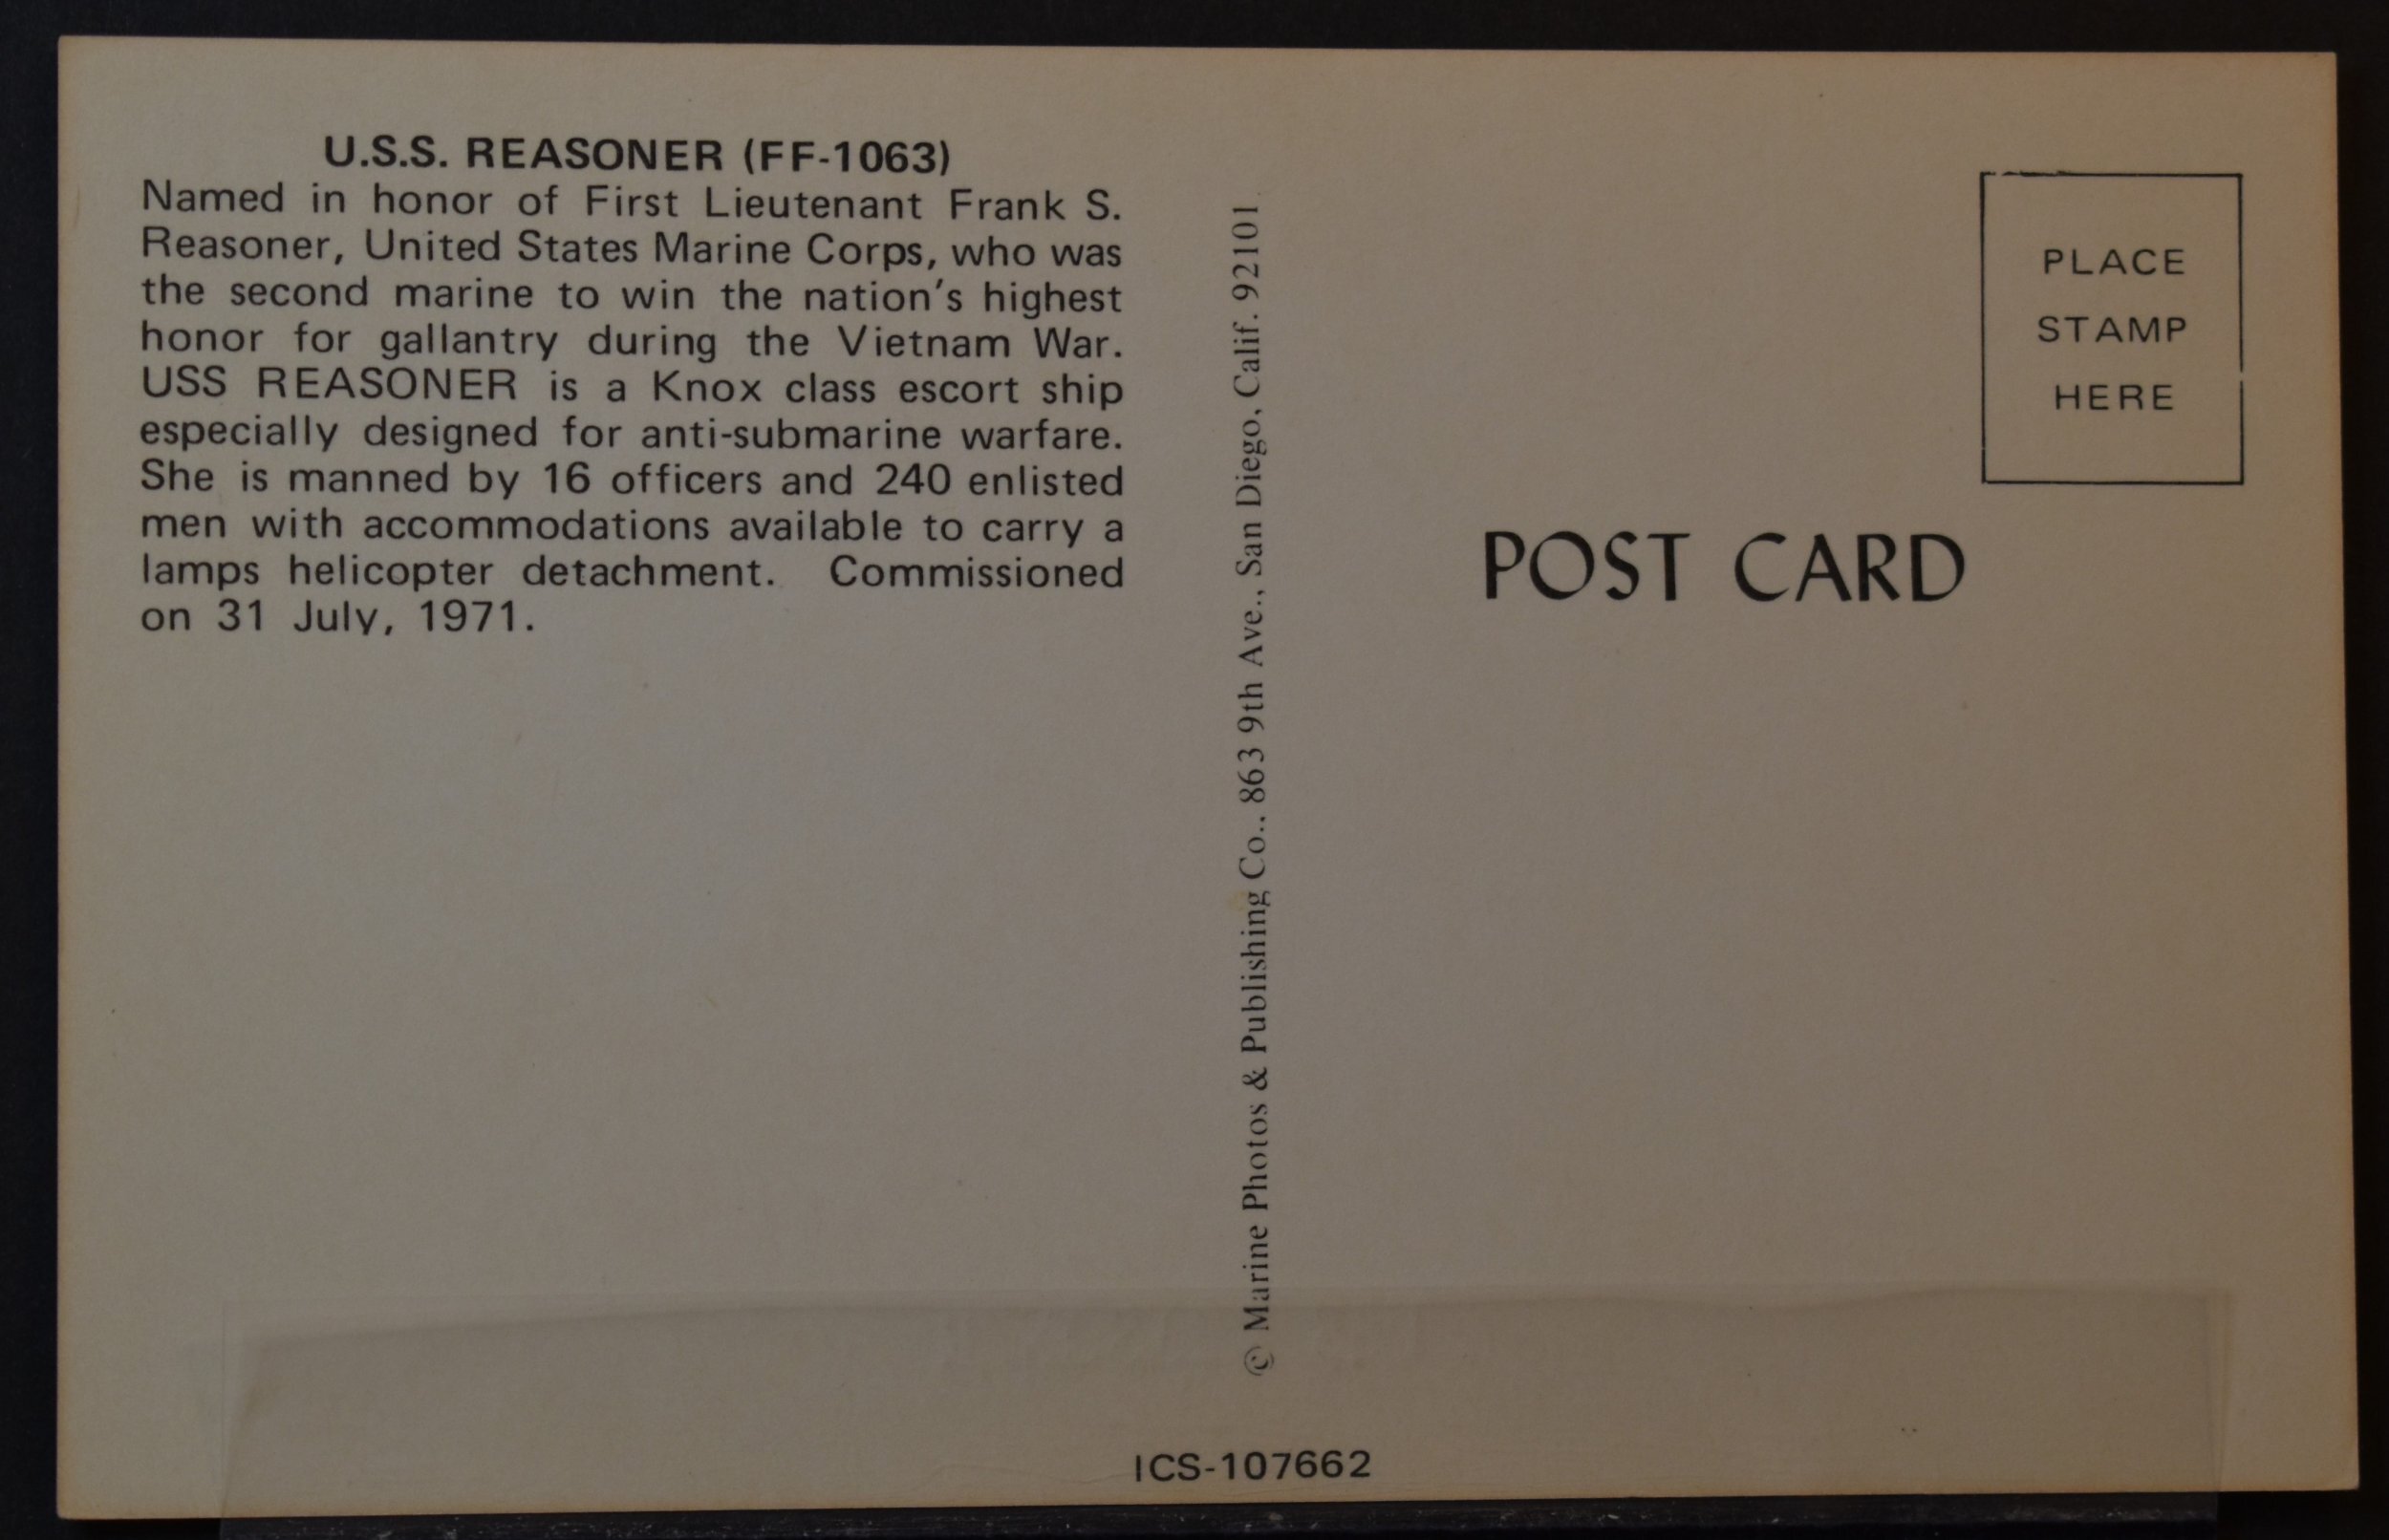 U.S.S. REASONER (FF-1063)
Named in honor of First Lieutenant Frank S.
Reasoner, United States Marine Corps, who was
the second marine to win the nation's highest
honor for gallantry during the Vietnam War.
USS REASONER is a Knox class escort ship
especially designed for anti-submarine warfare.
She is manned by 16 officers and 240 enlisted
men with accommodations available to carry a
lamps helicopter detachment. Commissioned
on 31 July, 1971.
© Marine Photos & Publishing Co.. 863 9th Ave., San Diego, Calif. 92101
PLACE
STAMP
HERE
POST CARD
ICS-107662